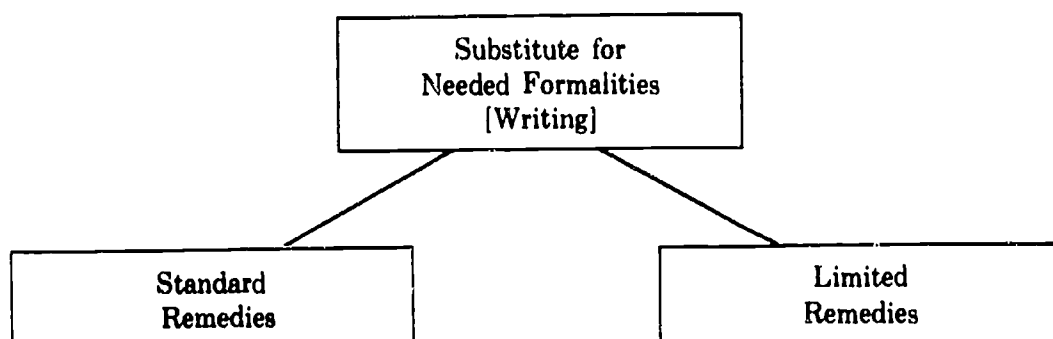 Substitute for
Needed Formalities
[Writing]
Standard
Remedies
Limited
Remedies